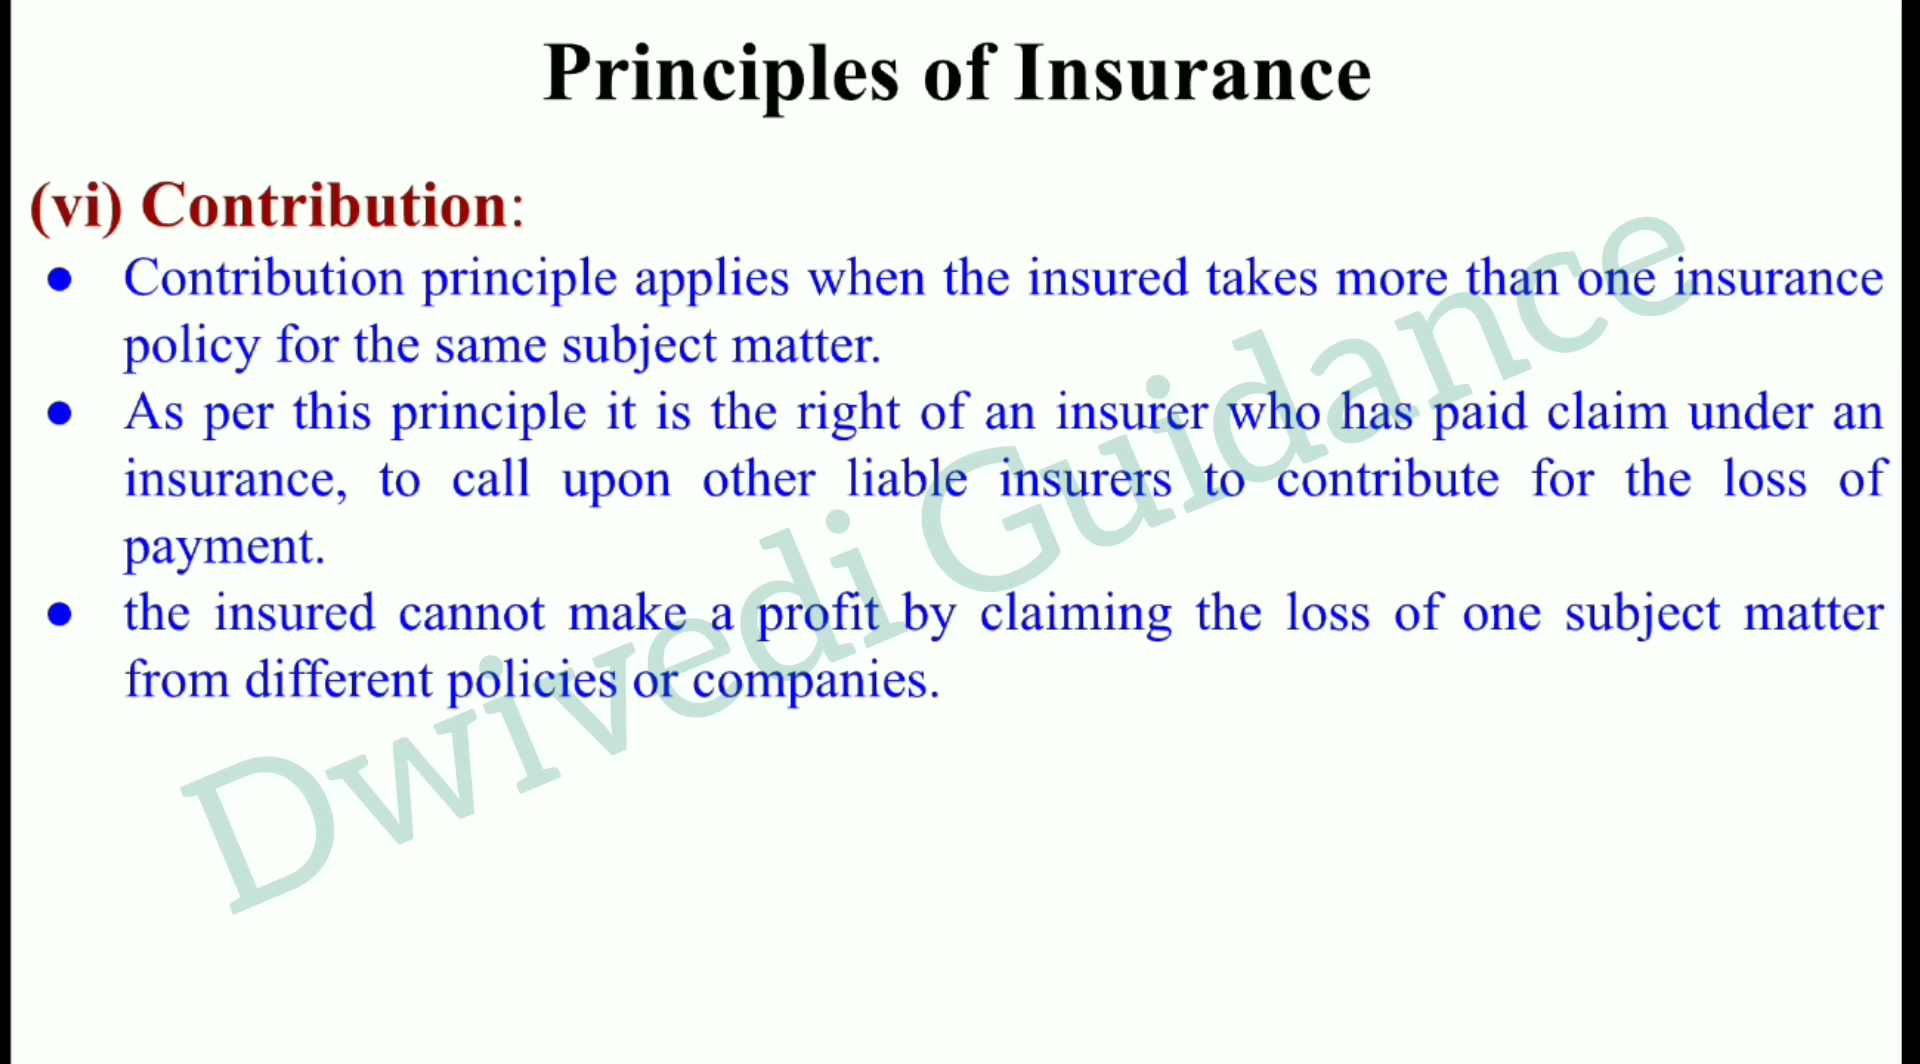 Principles of Insurance
(vi) Contribution:
● Contribution principle applies when the insured takes more than one insurance
policy for the same subject matter.
● As per this principle it is the right of an insurer who has paid claim under an
insurance, to call upon other liable insurers to contribute for the loss of
payment.
● the insured cannot make a profit by claiming the loss of one subject matter
from different policies or companies.
Dwivedi Guidance